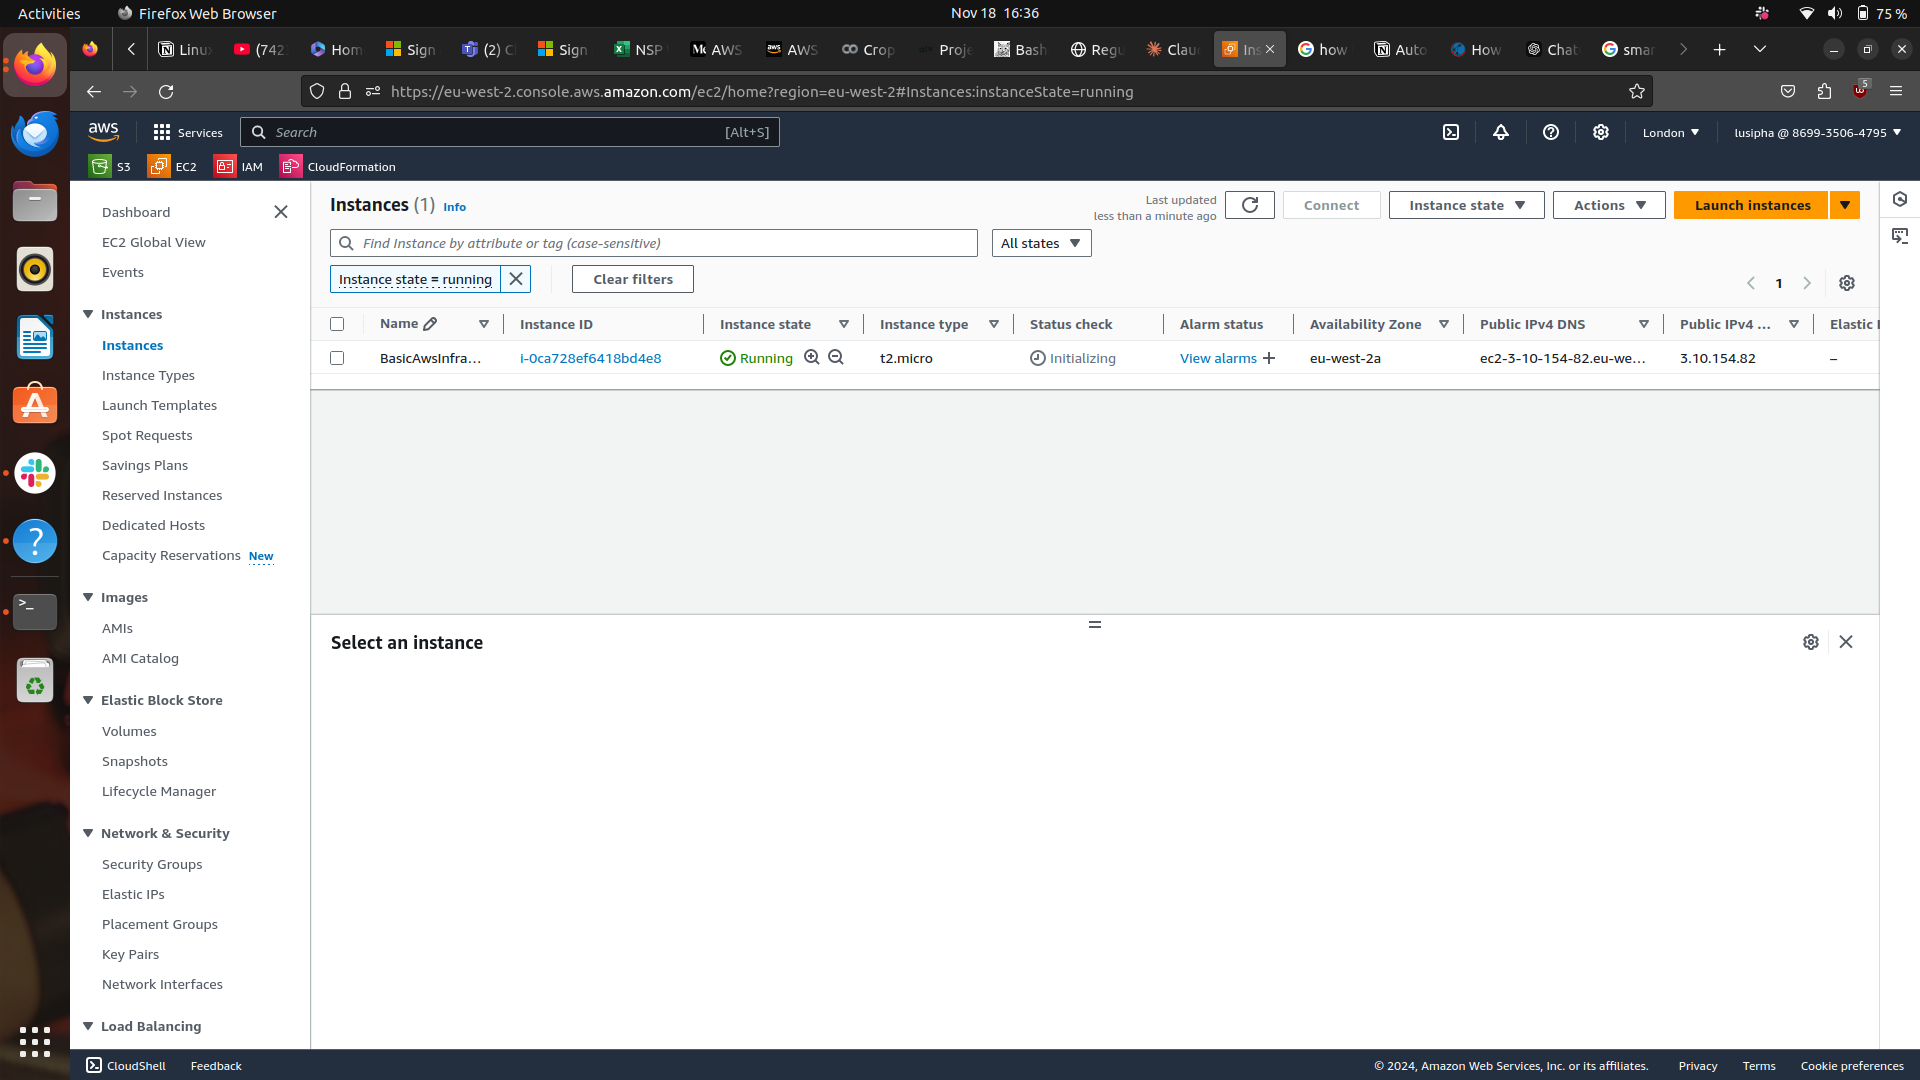 Activities
Firefox Web Browser
Nov 18 16:36
75 %
Linu
(742
Hom
Sign
(2) C
Sign
NSP
AWS
AWS
Crop
Proje
Bash
Regu
Clau
Ins
how
Auto
How
Chat
smar
https://eu-west-2.console.aws.amazon.com/ec2/home?region=eu-west-2#Instances:instanceState=running
5
aws
Services
Search
[Alt+S]
London
lusipha @ 8699-3506-4795
S3
EC2
IAM
CloudFormation
Dashboard
EC2 Global View
Events
Instances
Instances
Instance Types
Launch Templates
Spot Requests
Savings Plans
Reserved Instances
Dedicated Hosts
Capacity Reservations New
Images
AMIs
AMI Catalog
Elastic Block Store
Volumes
Snapshots
Lifecycle Manager
Network & Security
Security Groups
Elastic IPs
Placement Groups
Key Pairs
Network Interfaces
Load Balancing
Instances (1) Info
Last updated
less than a minute ago
Connect
Instance state
Actions
Launch instances
Find Instance by attribute or tag (case-sensitive)
All states
Instance state = running
Clear filters
1
Name
Instance ID
Instance state
Instance type
Status check
Alarm status
Availability Zone
Public IPv4 DNS
Public IPv4 ...
Elastic I
BasicAwsInfra...
i-0ca728ef6418bd4e8
Running
t2.micro
Initializing
View alarms +
eu-west-2a
ec2-3-10-154-82.eu-we...
3.10.154.82
–
Select an instance
CloudShell
Feedback
© 2024, Amazon Web Services, Inc. or its affiliates.
Privacy
Terms
Cookie preferences